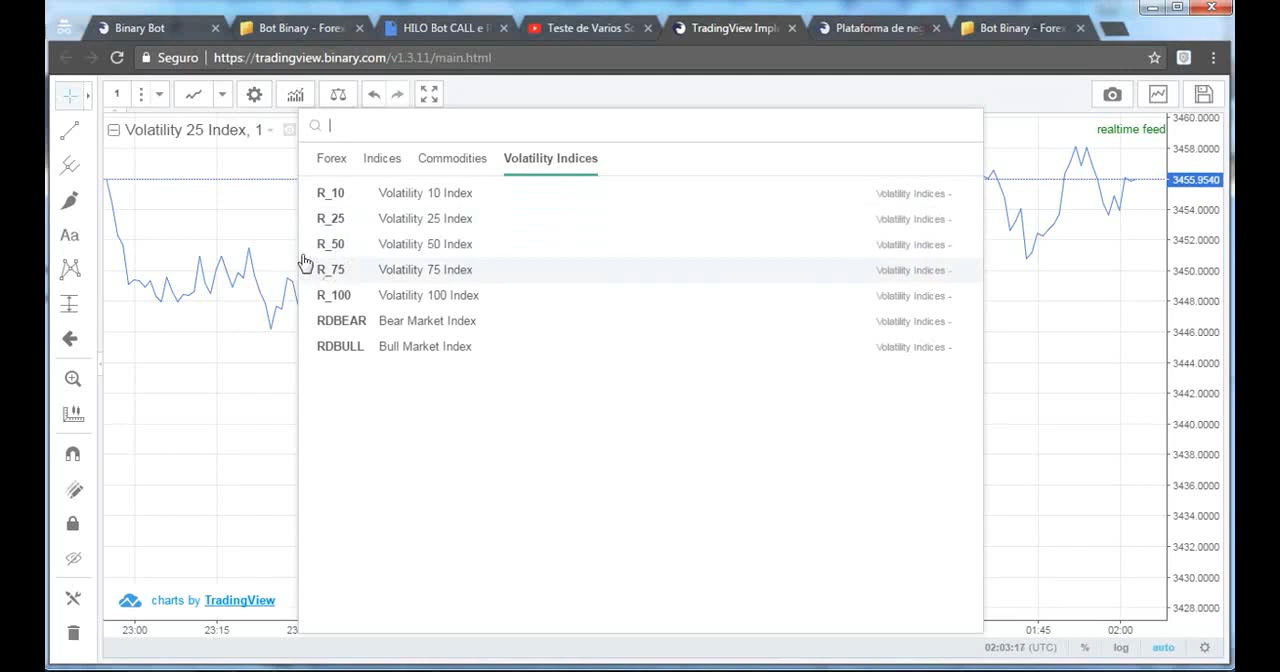 Binary Bot
Bot Binary - Forex
HILO Bot CALL e P
Teste de Varios Sc
TradingView Imple
Plataforma de neg
Bot Binary - Forex
Seguro | https://tradingview.binary.com/v1.3.11/main.html
1
Volatility 25 Index, 1
Forex Indices Commodities Volatility Indices
R_10 Volatility 10 Index Volatility Indices -
R_25 Volatility 25 Index Volatility Indices -
R_50 Volatility 50 Index Volatility Indices -
R_75 Volatility 75 Index Volatility Indices -
R_100 Volatility 100 Index Volatility Indices -
RDBEAR Bear Market Index Volatility Indices -
RDBULL Bull Market Index Volatility Indices -
Aa
realtime feed
3460.0000
3458.0000
3455.9540
3454.0000
3452.0000
3450.0000
3448.0000
3446.0000
3444.0000
3442.0000
3440.0000
3438.0000
3436.0000
3434.0000
3432.0000
3430.0000
3428.0000
charts by TradingView
23:00 23:15 01:45 02:00
02:03:17 (UTC) % log auto